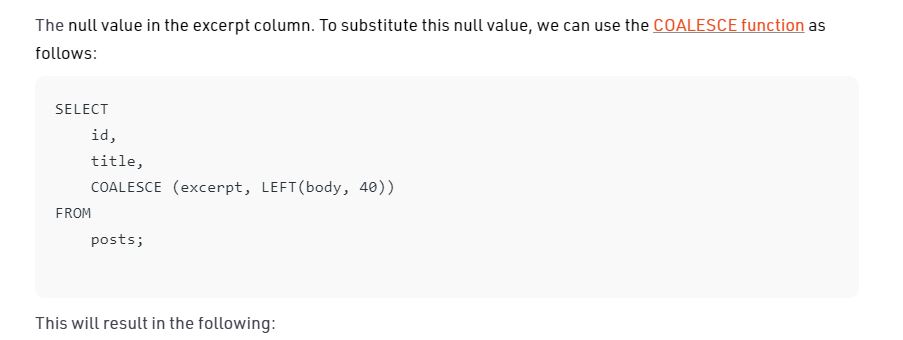 The null value in the excerpt column. To substitute this null value, we can use the COALESCE function as
follows:
SELECT
id,
title,
COALESCE (excerpt, LEFT(body, 40))
FROM
posts;
This will result in the following: